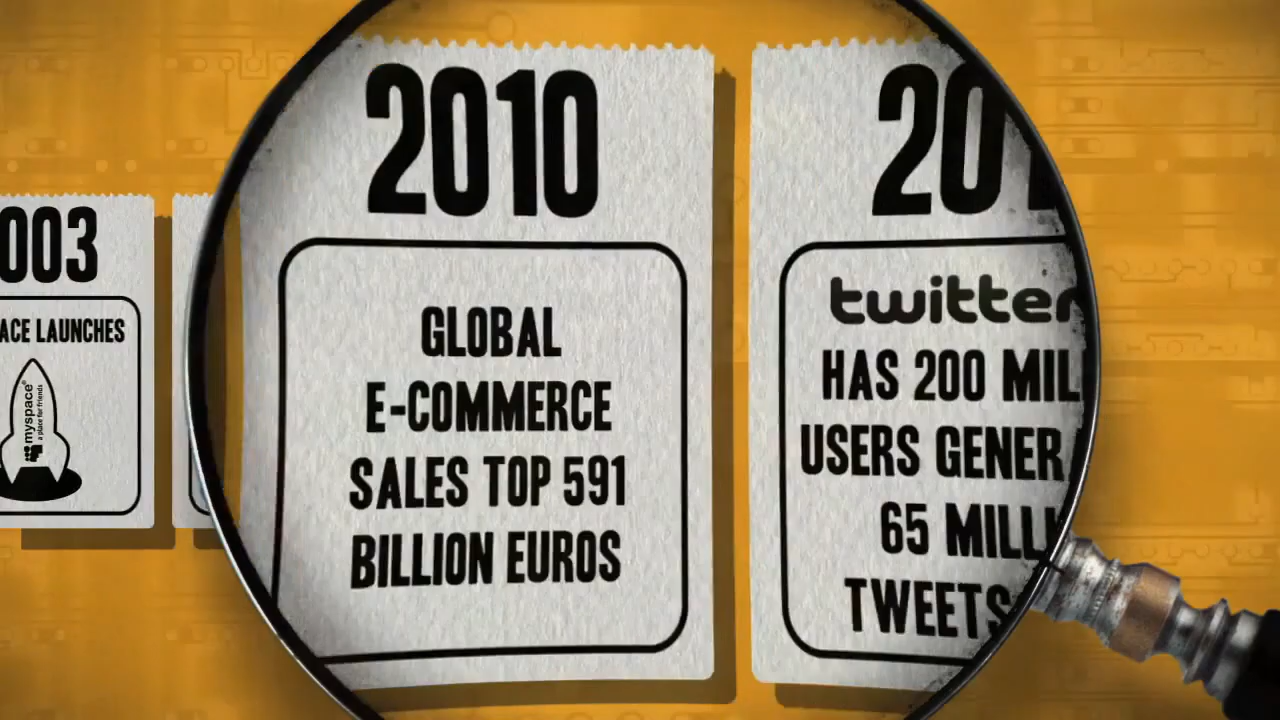 003
ACE LAUNCHES
myspace
a place for friends
2010
GLOBAL
E-COMMERCE
SALES TOP 591
BILLION EUROS
20
twitter
HAS 200 MIL
USERS GENER
65 MILL
TWEETS